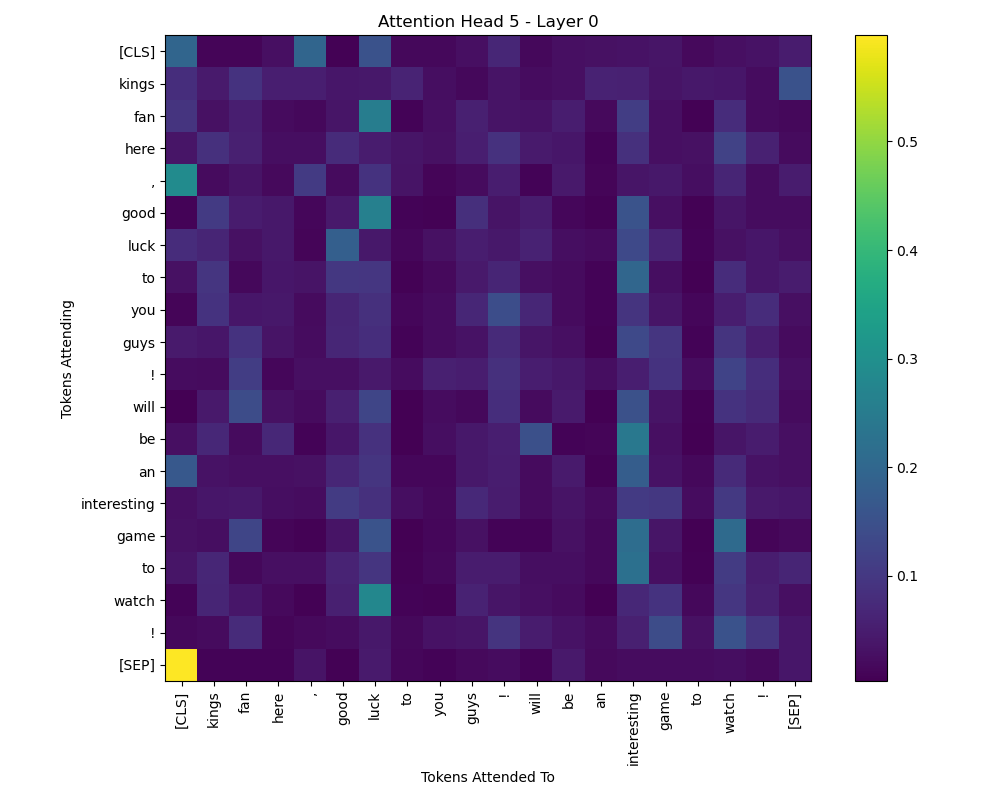 Attention Head 5 - Layer 0
Tokens Attending
[CLS]
kings
fan
here
,
good
luck
to
you
guys
!
will
be
an
interesting
game
to
watch
!
[SEP]
[CLS]
kings
fan
here
,
good
luck
to
you
guys
!
will
be
an
interesting
game
to
watch
!
[SEP]
Tokens Attended To
0.5
0.4
0.3
0.2
0.1